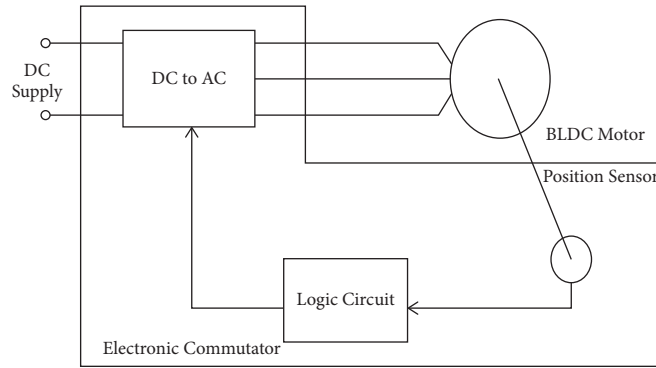 DC
Supply
DC to AC
BLDC Motor
Position Sensor
Logic Circuit
Electronic Commutator